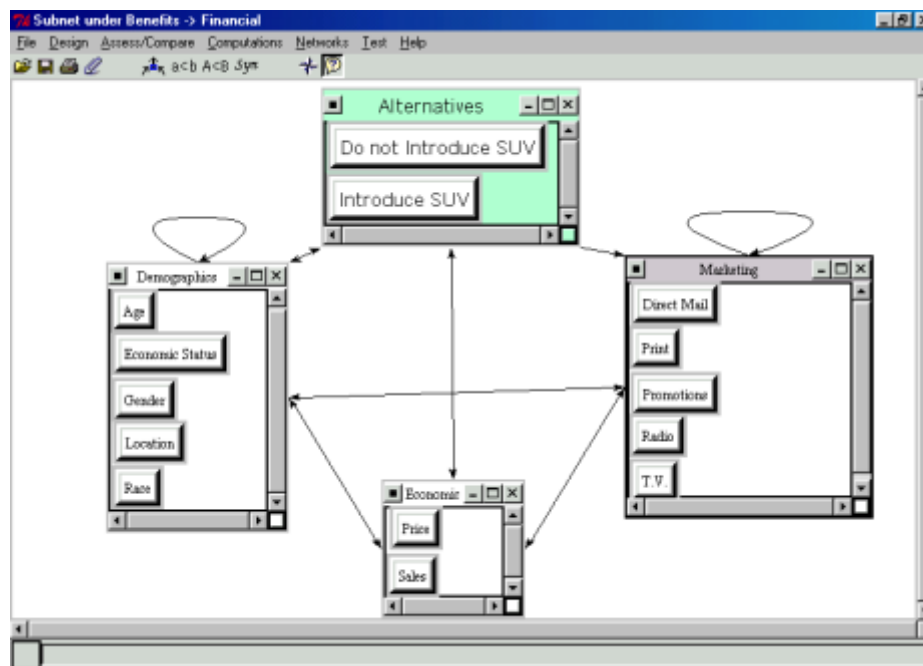 Subnet under Benefits -> Financial
File Design Assess/Compare Computations Networks Test Help
a<b A<B Syn
Alternatives
Do not Introduce SUV
Introduce SUV
Demographics
Age
Economic Status
Gender
Location
Race
Marketing
Direct Mail
Print
Promotions
Radio
T.V.
Economic
Price
Sales